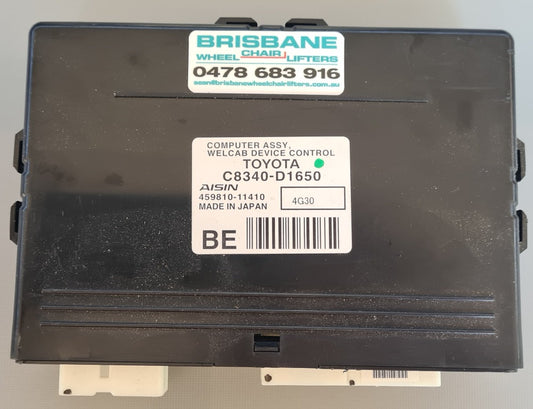 BRISBANE
WHEEL CHAIR LIFTERS
0478 683 916
sean@brisbanewheelchairlifters.com.au
COMPUTER ASSY,
WELCAB DEVICE CONTROL
TOYOTA
C8340-D1650
AISIN
459810-11410
4G30
MADE IN JAPAN
BE